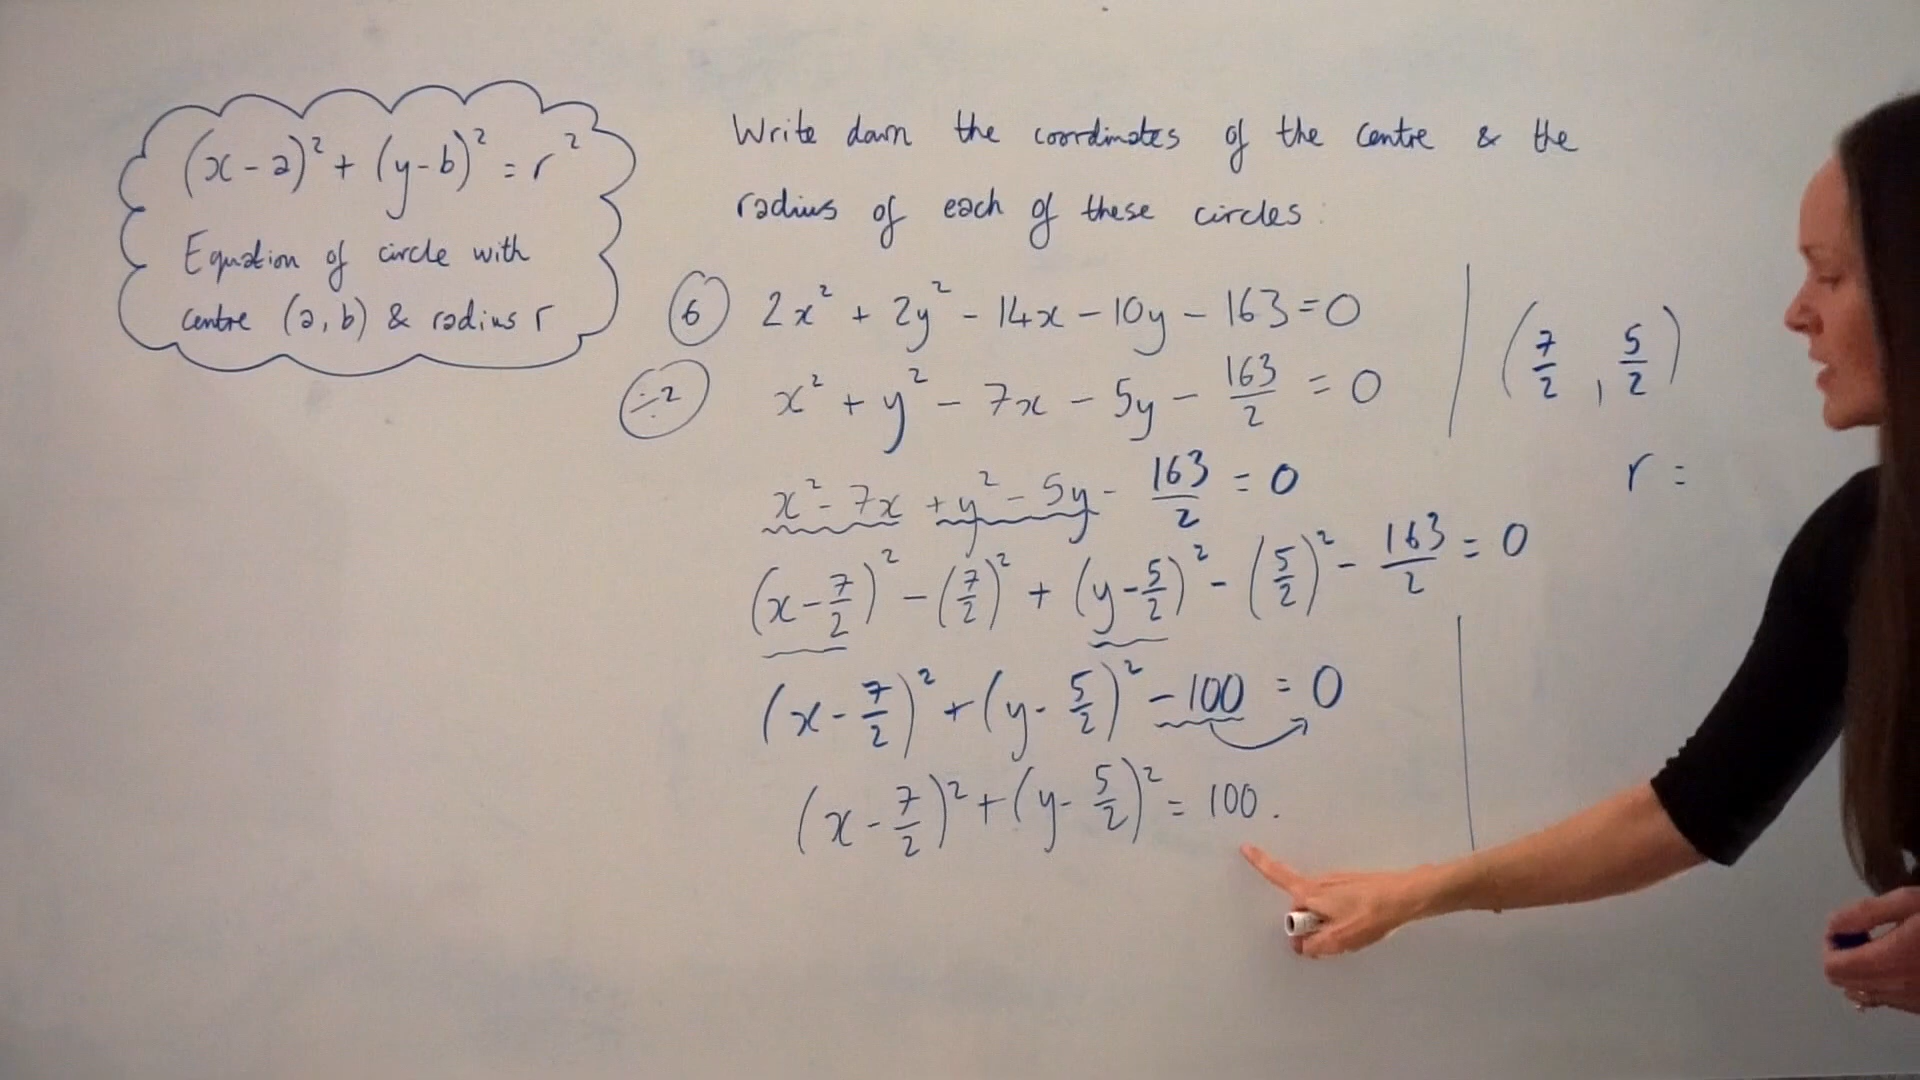 (x-a)² + (y-b)² = r²
Equation of circle with
centre (a, b) & radius r
Write down the coordinates of the centre & the
radius of each of these circles:
⑥ 2x² + 2y² - 14x - 10y - 163 = 0
÷2 x² + y² - 7x - 5y - 163/2 = 0
x² - 7x + y² - 5y - 163/2 = 0
(x - 7/2)² - (7/2)² + (y - 5/2)² - (5/2)² - 163/2 = 0
(x - 7/2)² + (y - 5/2)² - 100 = 0
(x - 7/2)² + (y - 5/2)² = 100.
(7/2, 5/2)
r =